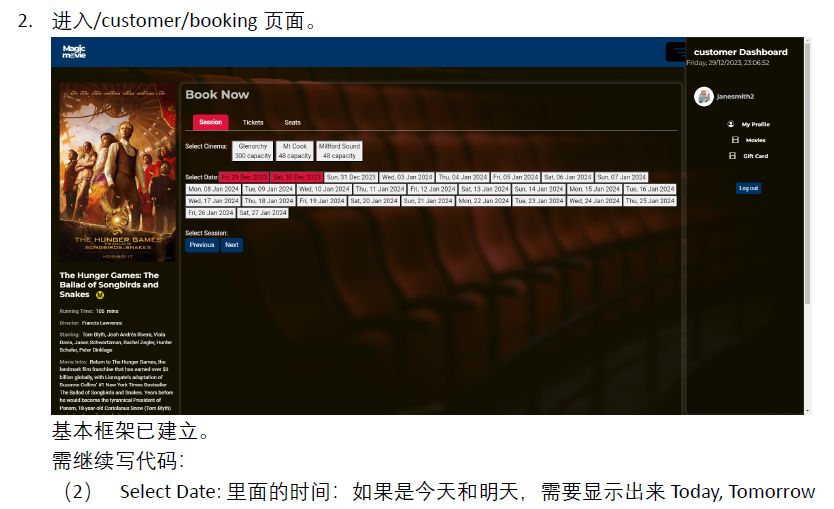 2. 进入/customer/booking 页面。
Magic
movie
customer Dashboard
Friday, 29/12/2023, 23:06:52
janesmith2
My Profile
Movies
Gift Card
Log out
Book Now
Session Tickets Seats
Select Cinema: Glenorchy Mt Cook Millford Sound
300 capacity 48 capacity 48 capacity
Select Date: Fri, 29 Dec 2023 Sat, 30 Dec 2023 Sun, 31 Dec 2023 Wed, 03 Jan 2024 Thu, 04 Jan 2024 Fri, 05 Jan 2024 Sat, 06 Jan 2024 Sun, 07 Jan 2024
Mon, 08 Jan 2024 Tue, 09 Jan 2024 Wed, 10 Jan 2024 Thu, 11 Jan 2024 Fri, 12 Jan 2024 Sat, 13 Jan 2024 Sun, 14 Jan 2024 Mon, 15 Jan 2024 Tue, 16 Jan 2024
Wed, 17 Jan 2024 Thu, 18 Jan 2024 Fri, 19 Jan 2024 Sat, 20 Jan 2024 Sun, 21 Jan 2024 Mon, 22 Jan 2024 Tue, 23 Jan 2024 Wed, 24 Jan 2024 Thu, 25 Jan 2024
Fri, 26 Jan 2024 Sat, 27 Jan 2024
Select Session:
Previous Next
THE HUNGER GAMES
SONGBIRDS & SNAKES
NOVEMBER 17
The Hunger Games: The
Ballad of Songbirds and
Snakes M
Running Time: 165 mins
Director: Francis Lawrence
Starring: Tom Blyth, Josh Andrés Rivera, Viola
Davis, Jason Schwartzman, Rachel Zegler, Hunter
Schafer, Peter Dinklage
Movie Intro: Return to The Hunger Games, the
landmark film franchise that has earned over $3
billion globally, with Lionsgate's adaptation of
Suzanne Collins' #1 New York Times Bestseller
The Ballad of Songbirds and Snakes. Years before
he would become the tyrannical President of
Panem, 18-year-old Coriolanus Snow (Tom Blyth)
基本框架已建立。
需继续写代码：
（2） Select Date: 里面的时间：如果是今天和明天，需要显示出来 Today, Tomorrow